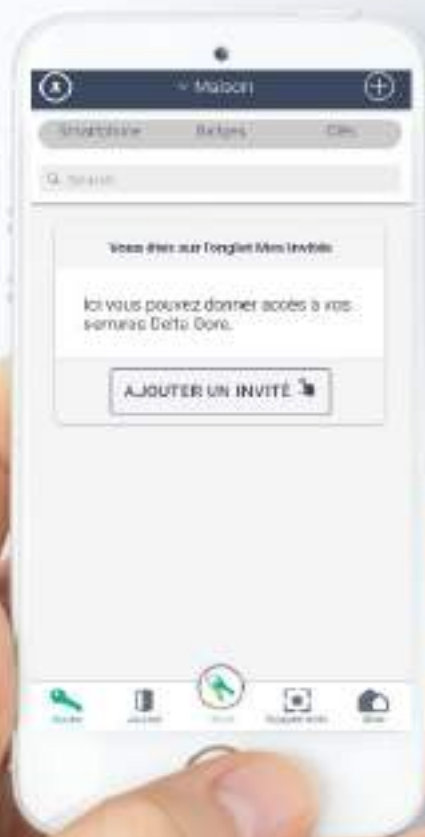 Maison
Smartphone Badges Clés
Search
Vous êtes sur l'onglet Mes Invités
Ici vous pouvez donner accès à vos
serrures Delta Dore.
AJOUTER UN INVITÉ